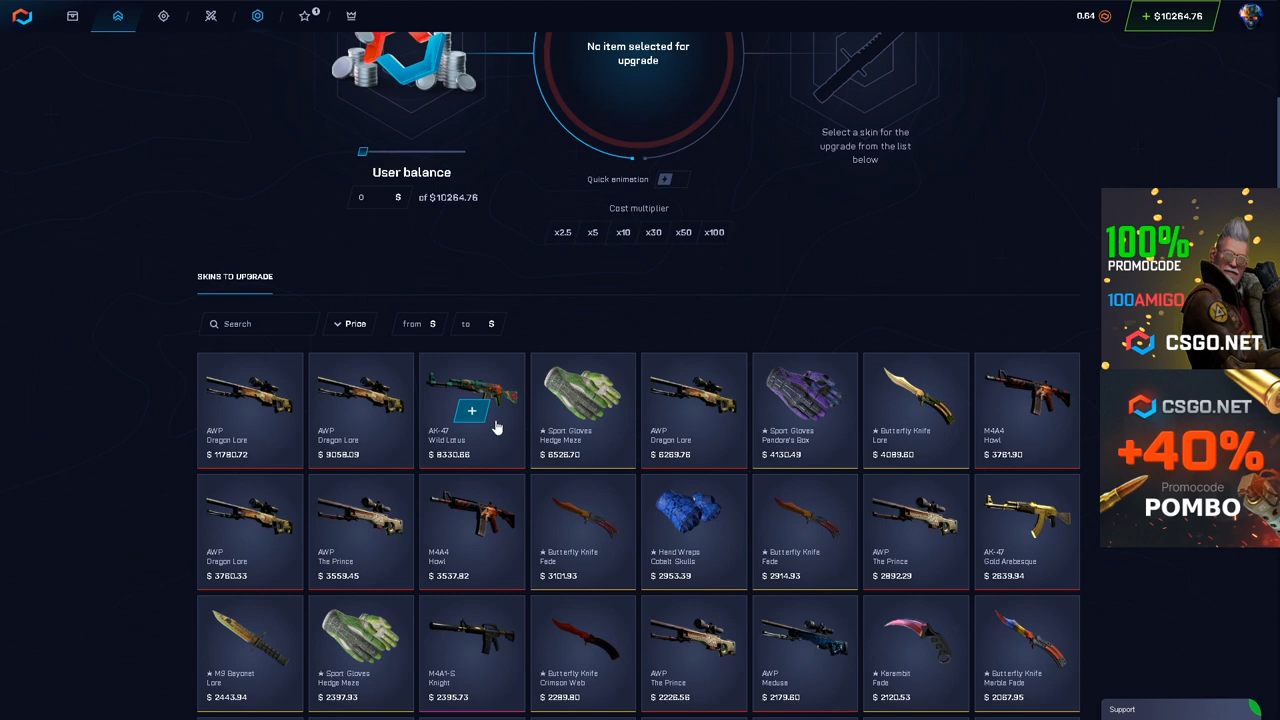 1
0.64
+ $10264.76
No item selected for
upgrade
Select a skin for the
upgrade from the list
below
User balance
0 $ of $10264.76
Quick animation
Cost multiplier
x2.5 x5 x10 x30 x50 x100
100%
PROMOCODE
100AMIGO
CSGO.NET
CSGO.NET
+40%
Promocode
POMBO
SKINS TO UPGRADE
Search Price from $ to $
AWP
Dragon Lore
$ 11780.72
AWP
Dragon Lore
$ 9058.09
AK-47
Wild Lotus
$ 8330.66
★ Sport Gloves
Hedge Maze
$ 6526.70
AWP
Dragon Lore
$ 6269.76
★ Sport Gloves
Pandora's Box
$ 4130.49
★ Butterfly Knife
Lore
$ 4089.60
M4A4
Howl
$ 3761.90
AWP
Dragon Lore
$ 3760.33
AWP
The Prince
$ 3559.45
M4A4
Howl
$ 3537.82
★ Butterfly Knife
Fade
$ 3101.93
★ Hand Wraps
Cobalt Skulls
$ 2953.39
★ Butterfly Knife
Fade
$ 2914.93
AWP
The Prince
$ 2892.29
AK-47
Gold Arabesque
$ 2639.94
★ M9 Bayonet
Lore
$ 2443.94
★ Sport Gloves
Hedge Maze
$ 2397.93
M4A1-S
Knight
$ 2395.73
★ Butterfly Knife
Crimson Web
$ 2289.80
AWP
The Prince
$ 2226.56
AWP
Medusa
$ 2179.60
★ Karambit
Fade
$ 2120.53
★ Butterfly Knife
Marble Fade
$ 2067.95
Support